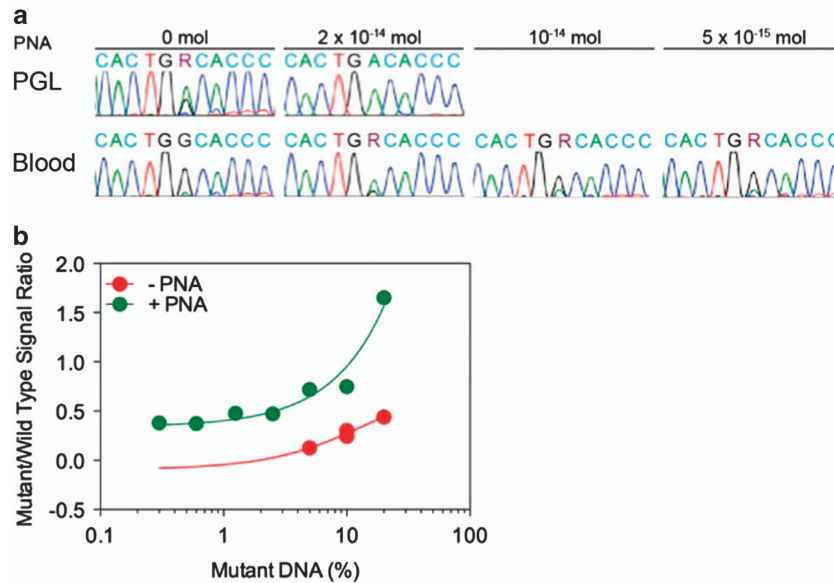 a
PNA 0 mol 2 x 10⁻¹⁴ mol 10⁻¹⁴ mol 5 x 10⁻¹⁵ mol
PGL CACTGRCACCC CACTGACACCC
Blood CACTGGCACCC CACTGRCACCC CACTGRCACCC CACTGRCACCC
b
- PNA
+ PNA
Mutant/Wild Type Signal Ratio
2.0
1.5
1.0
0.5
0.0
-0.5
0.1 1 10 100
Mutant DNA (%)